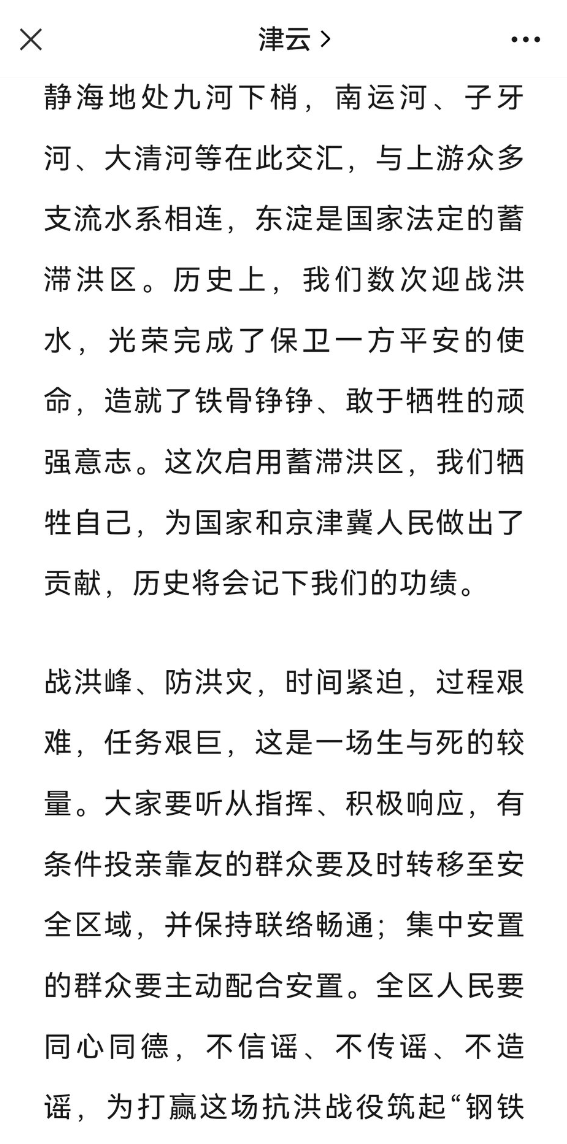 津云
静海地处九河下梢，南运河、子牙
河、大清河等在此交汇，与上游众多
支流水系相连，东淀是国家法定的蓄
滞洪区。历史上，我们数次迎战洪
水，光荣完成了保卫一方平安的使
命，造就了铁骨铮铮、敢于牺牲的顽
强意志。这次启用蓄滞洪区，我们牺
牲自己，为国家和京津冀人民做出了
贡献，历史将会记下我们的功绩。
战洪峰、防洪灾，时间紧迫，过程艰
难，任务艰巨，这是一场生与死的较
量。大家要听从指挥、积极响应，有
条件投亲靠友的群众要及时转移至安
全区域，并保持联络畅通；集中安置
的群众要主动配合安置。全区人民要
同心同德，不信谣、不传谣、不造
谣，为打赢这场抗洪战役筑起“钢铁